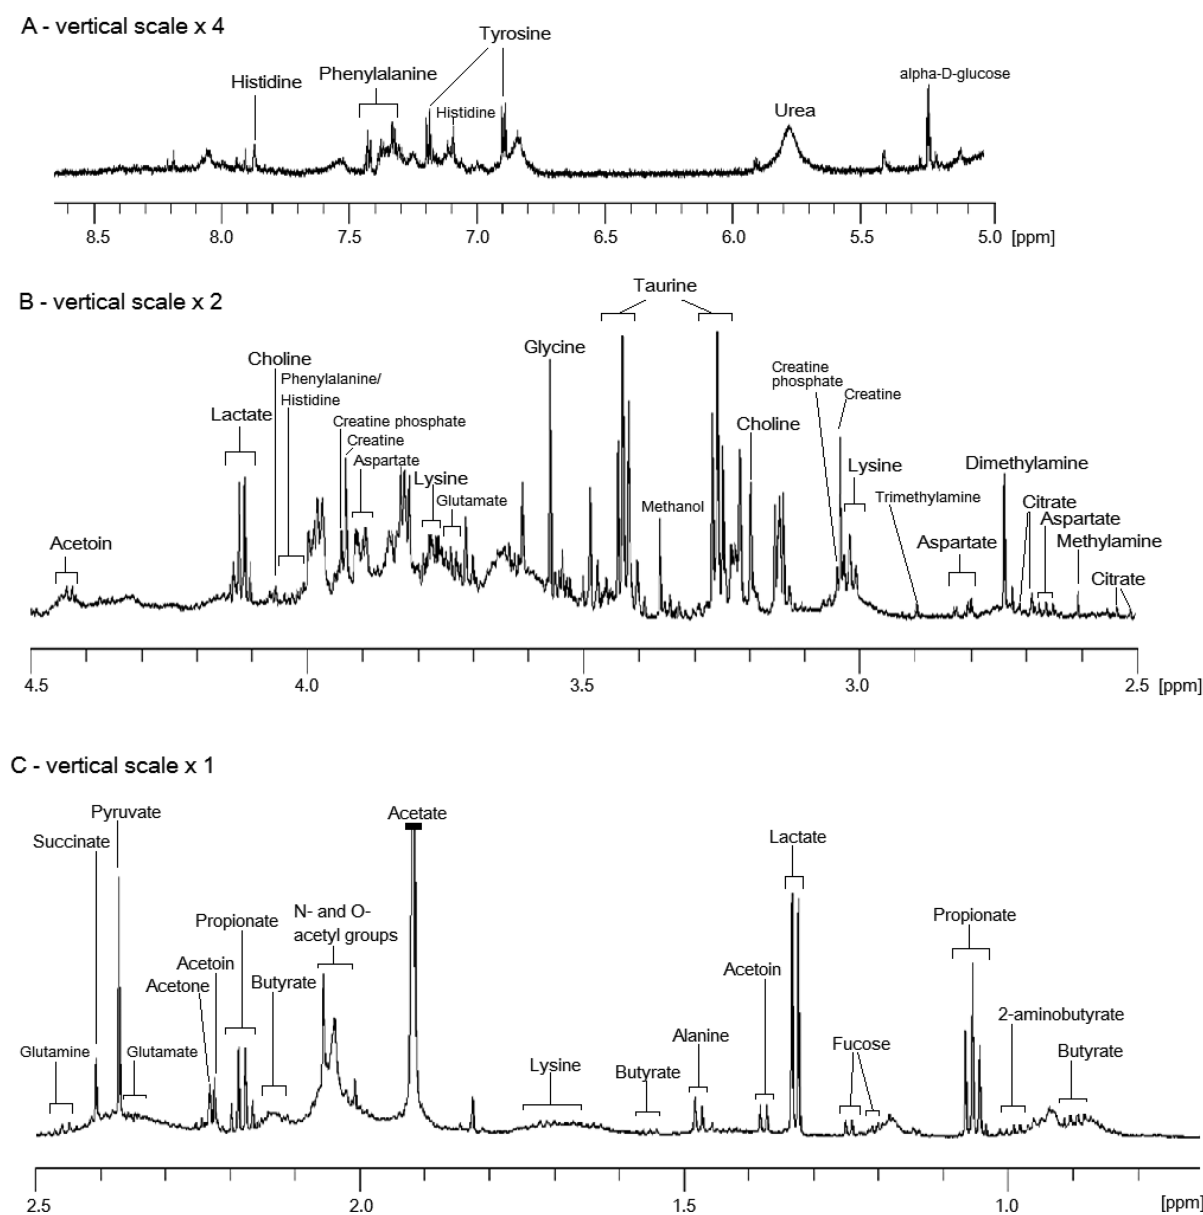 A - vertical scale x 4
Tyrosine
Phenylalanine
Histidine
Histidine
alpha-D-glucose
Urea
8.5 8.0 7.5 7.0 6.5 6.0 5.5 5.0 [ppm]
B - vertical scale x 2
Taurine
Glycine
Choline
Phenylalanine/
Histidine
Lactate
Creatine phosphate
Creatine
Aspartate
Lysine
Glutamate
Acetoin
Methanol
Choline
Creatine
phosphate
Creatine
Lysine
Trimethylamine
Dimethylamine
Aspartate
Citrate
Aspartate
Methylamine
Citrate
4.5 4.0 3.5 3.0 2.5 [ppm]
C - vertical scale x 1
Pyruvate
Succinate
Acetate
Lactate
Propionate
N- and O-
acetyl groups
Propionate
Acetoin
Acetone
Butyrate
Acetoin
2-aminobutyrate
Glutamine
Glutamate
Lysine
Butyrate
Alanine
Fucose
Butyrate
2.5 2.0 1.5 1.0 [ppm]